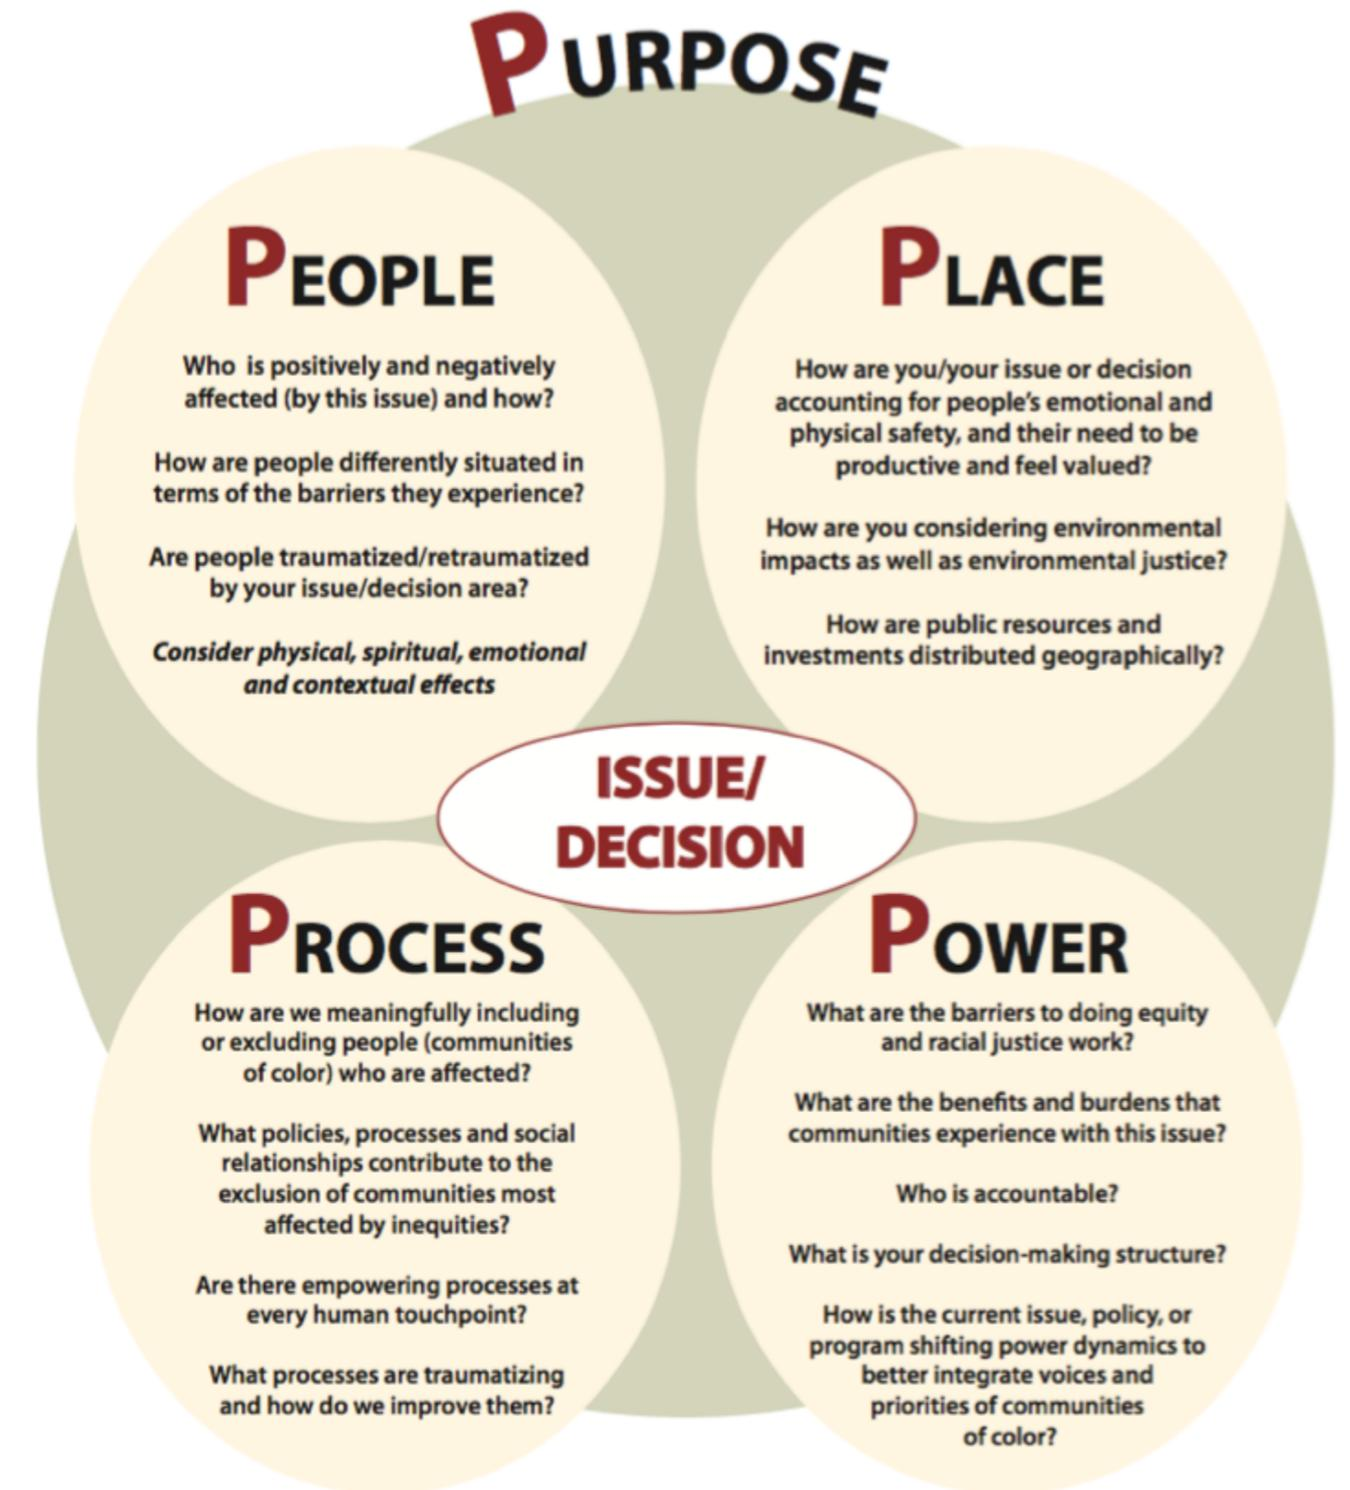 PURPOSE
PEOPLE
Who is positively and negatively
affected (by this issue) and how?
How are people differently situated in
terms of the barriers they experience?
Are people traumatized/retraumatized
by your issue/decision area?
Consider physical, spiritual, emotional
and contextual effects
PLACE
How are you/your issue or decision
accounting for people's emotional and
physical safety, and their need to be
productive and feel valued?
How are you considering environmental
impacts as well as environmental justice?
How are public resources and
investments distributed geographically?
ISSUE/
DECISION
PROCESS
How are we meaningfully including
or excluding people (communities
of color) who are affected?
What policies, processes and social
relationships contribute to the
exclusion of communities most
affected by inequities?
Are there empowering processes at
every human touchpoint?
What processes are traumatizing
and how do we improve them?
POWER
What are the barriers to doing equity
and racial justice work?
What are the benefits and burdens that
communities experience with this issue?
Who is accountable?
What is your decision-making structure?
How is the current issue, policy, or
program shifting power dynamics to
better integrate voices and
priorities of communities
of color?